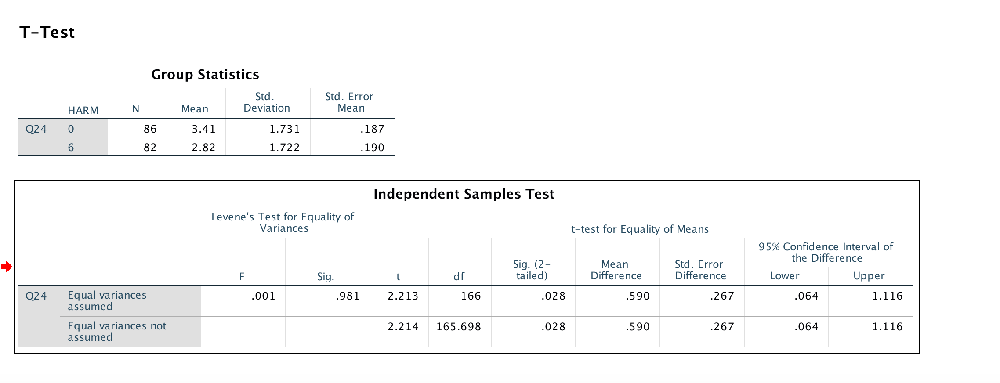 T-Test
Group Statistics
HARM N Mean Std. Deviation Std. Error Mean
Q24 0 86 3.41 1.731 .187
6 82 2.82 1.722 .190
Independent Samples Test
Levene's Test for Equality of Variances
t-test for Equality of Means
F Sig. t df Sig. (2-tailed) Mean Difference Std. Error Difference 95% Confidence Interval of the Difference
Lower Upper
Q24 Equal variances assumed .001 .981 2.213 166 .028 .590 .267 .064 1.116
Equal variances not assumed 2.214 165.698 .028 .590 .267 .064 1.116